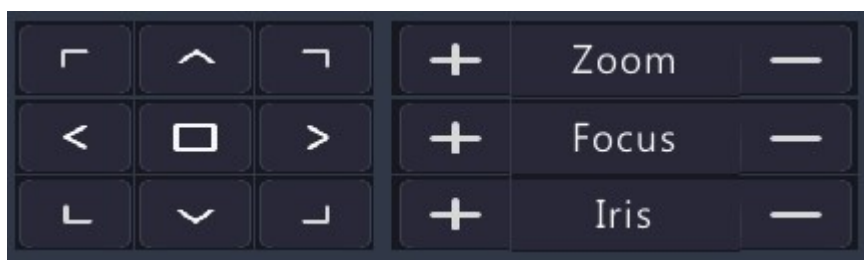 + Zoom —
+ Focus —
+ Iris —